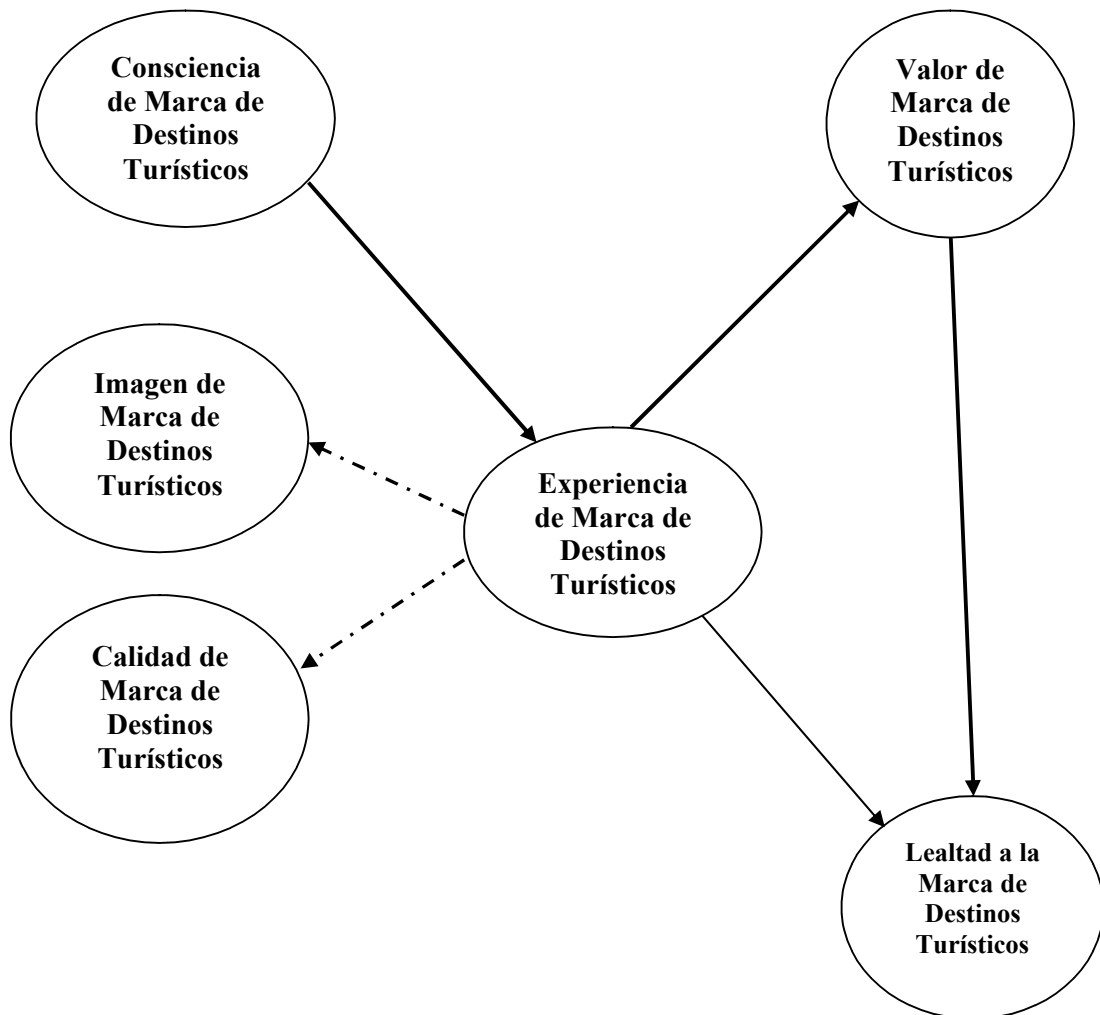 Consciencia
de Marca de
Destinos
Turísticos
Valor de
Marca de
Destinos
Turísticos
Imagen de
Marca de
Destinos
Turísticos
Experiencia
de Marca de
Destinos
Turísticos
Calidad de
Marca de
Destinos
Turísticos
Lealtad a la
Marca de
Destinos
Turísticos